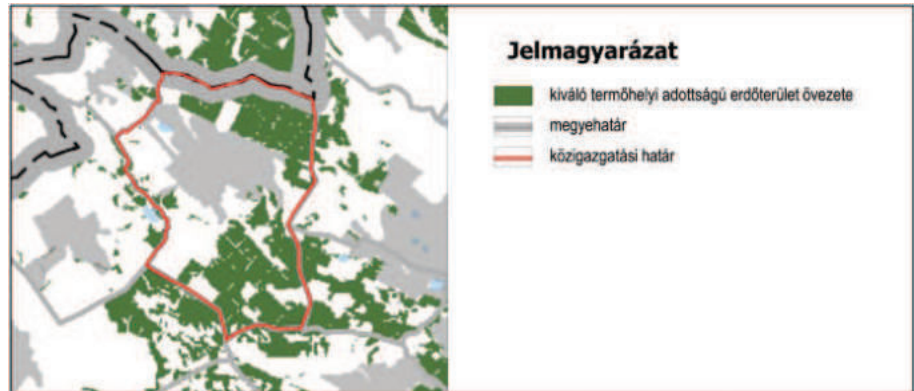 Jelmagyarázat
kiváló termőhelyi adottságú erdőterület övezete
megyehatár
közigazgatási határ